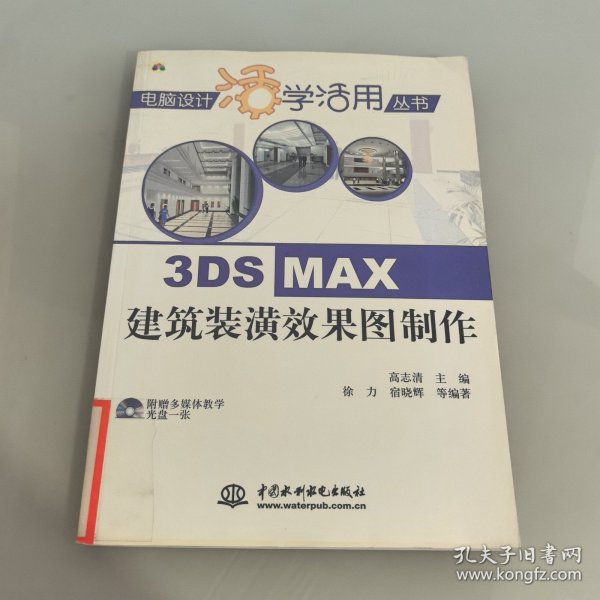 电脑设计 活学活用 丛书
3DS MAX
建筑装潢效果图制作
高志清 主编
徐力 宿晓辉 等编著
附赠多媒体教学
光盘一张
中国水利水电出版社
www.waterpub.com.cn
孔夫子旧书网
www.kongfz.com